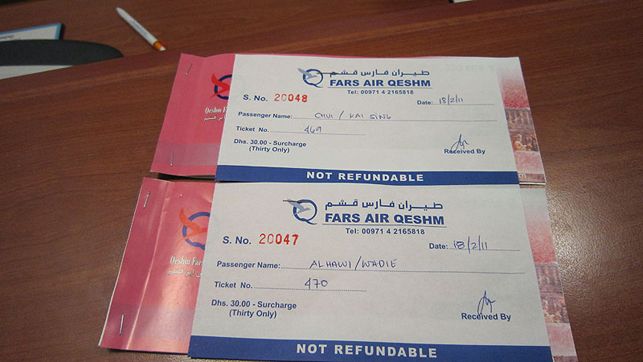 طيران فارس قشم
FARS AIR QESHM
Tel: 00971 4 2165818
S. No. 20048
Date: 18/2/11
Passenger Name: CHUI / KAI SING
Ticket No. 469
Dhs. 30.00 - Surcharge
(Thirty Only)
Received By
NOT REFUNDABLE
طيران فارس قشم
FARS AIR QESHM
Tel: 00971 4 2165818
S. No. 20047
Date: 18/2/11
Passenger Name: ALHAWI/WADIE
Ticket No. 470
Dhs. 30.00 - Surcharge
(Thirty Only)
Received By
NOT REFUNDABLE